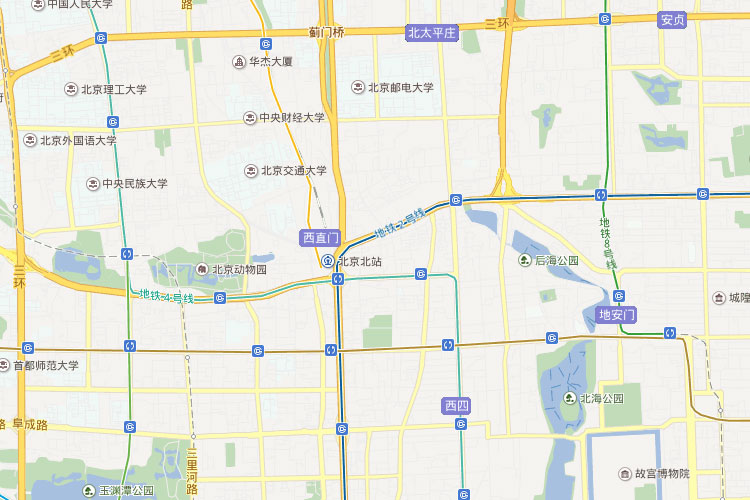 中国人民大学
路
三环
蓟门桥
北太平庄
三环
安贞
三环
华杰大厦
北京理工大学
北京邮电大学
中央财经大学
北京外国语大学
北京交通大学
中央民族大学
西直门
地铁2号线
地铁8号线
北京北站
后海公园
北京动物园
三环
地铁4号线
城隍
地安门
首都师范大学
北海公园
西四
路 阜成路
三里河路
故宫博物院
玉渊潭公园